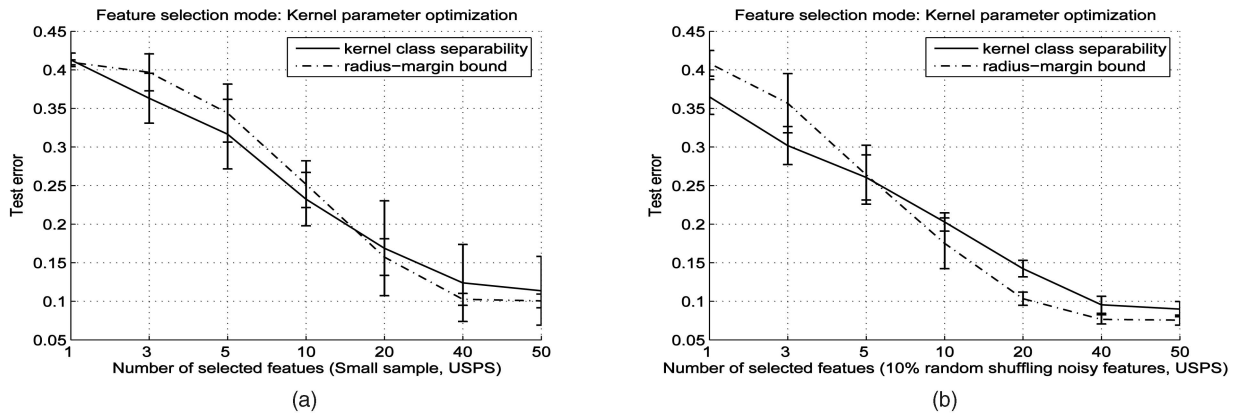 Feature selection mode: Kernel parameter optimization
0.45
0.4
0.35
0.3
0.25
0.2
0.15
0.1
0.05
Test error
kernel class separability
radius-margin bound
1 3 5 10 20 40 50
Number of selected featues (Small sample, USPS)
(a)
Feature selection mode: Kernel parameter optimization
0.45
0.4
0.35
0.3
0.25
0.2
0.15
0.1
0.05
Test error
kernel class separability
radius-margin bound
1 3 5 10 20 40 50
Number of selected featues (10% random shuffling noisy features, USPS)
(b)